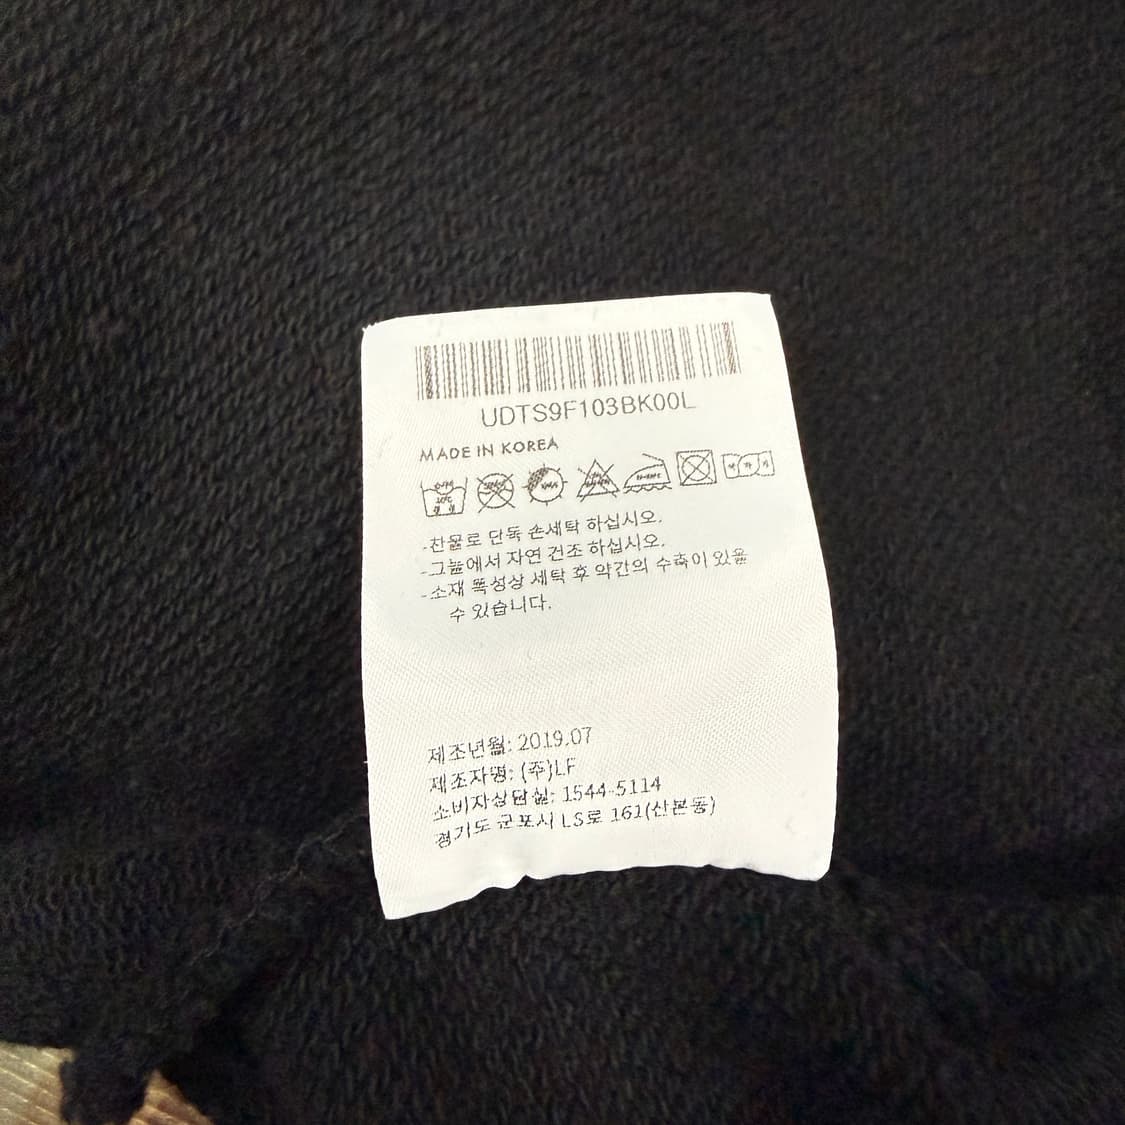 UDTS9F103BK00L
MADE IN KOREA
-찬물로 단독 손세탁 하십시오.
-그늘에서 자연 건조 하십시오.
-소재 특성상 세탁 후 약간의 수축이 있을
수 있습니다.
제조년월: 2019.07
제조자명: (주)LF
소비자상담실: 1544-5114
경기도 군포시 LS로 161(산본동)